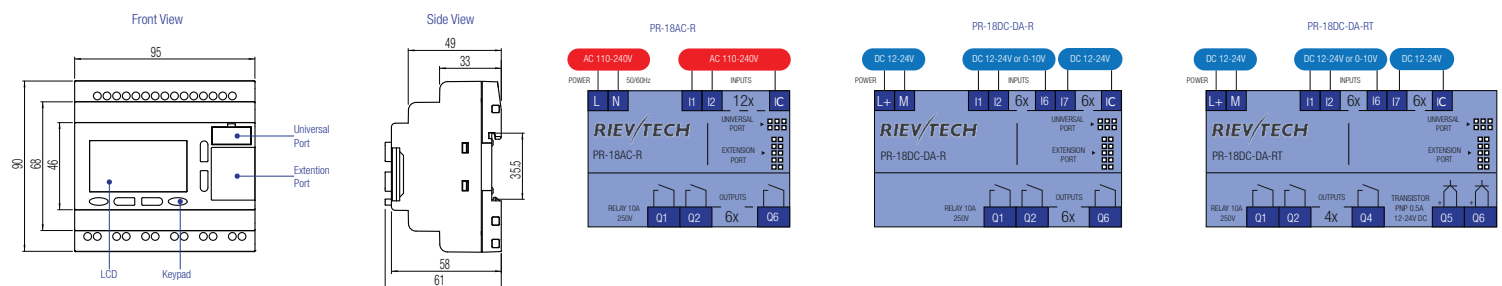 Front View
95
90
68
46
Universal
Port
Extention
Port
LCD
Keypad
Side View
49
33
35.5
58
61
PR-18AC-R
AC 110-240V
AC 110-240V
POWER
50/60Hz
INPUTS
L N I1 I2 12x IC
RIEVTECH
UNIVERSAL
PORT
PR-18AC-R
EXTENSION
PORT
OUTPUTS
RELAY 10A
250V
Q1 Q2 6x Q6
PR-18DC-DA-R
DC 12-24V
DC 12-24V or 0-10V
DC 12-24V
POWER
INPUTS
L+ M I1 I2 6x I6 I7 6x IC
RIEVTECH
UNIVERSAL
PORT
PR-18DC-DA-R
EXTENSION
PORT
OUTPUTS
RELAY 10A
250V
Q1 Q2 6x Q6
PR-18DC-DA-RT
DC 12-24V
DC 12-24V or 0-10V
DC 12-24V
POWER
INPUTS
L+ M I1 I2 6x I6 I7 6x IC
RIEVTECH
UNIVERSAL
PORT
PR-18DC-DA-RT
EXTENSION
PORT
OUTPUTS
RELAY 10A
250V
TRANSISTOR
PNP 0.5A
12-24V DC
+ +
Q1 Q2 4x Q4 Q5 Q6